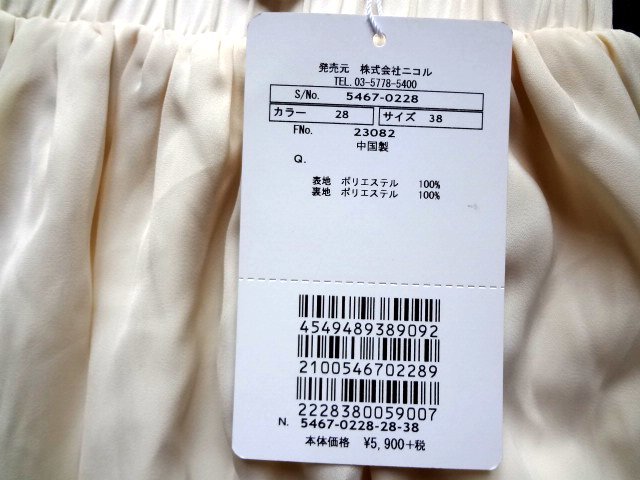 発売元 株式会社ニコル
TEL.03-5778-5400
S/No. 5467-0228
カラー 28 サイズ 38
FNo. 23082
中国製
Q.
表地 ポリエステル 100%
裏地 ポリエステル 100%
4549489389092
2100546702289
2228380059007
N. 5467-0228-28-38
本体価格 ¥5,900+税